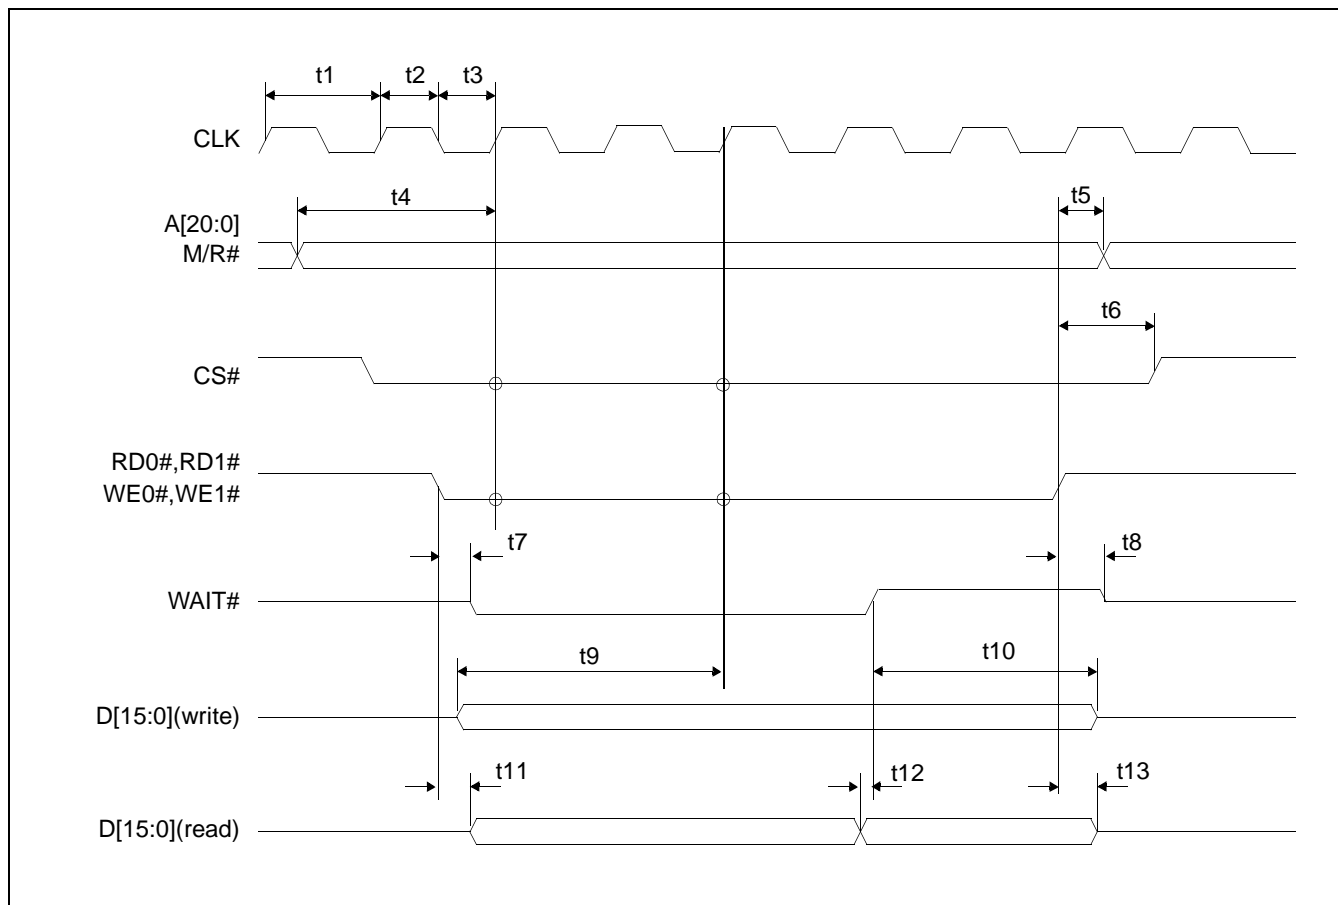 t1 t2 t3
CLK
t4 t5
A[20:0]
M/R#
t6
CS#
RD0#,RD1#
WE0#,WE1#
t7 t8
WAIT#
t9 t10
D[15:0](write)
t11 t12 t13
D[15:0](read)